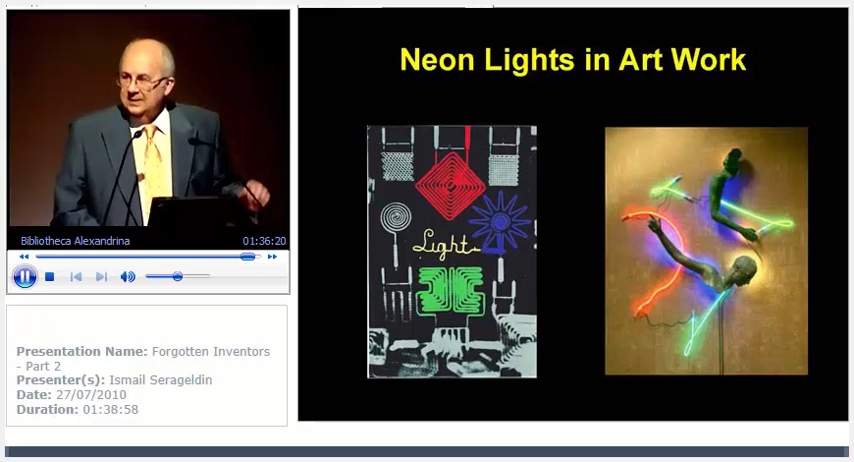 Neon Lights in Art Work
Light
Bibliotheca Alexandrina 01:36:20
Presentation Name: Forgotten Inventors
- Part 2
Presenter(s): Ismail Serageldin
Date: 27/07/2010
Duration: 01:38:58